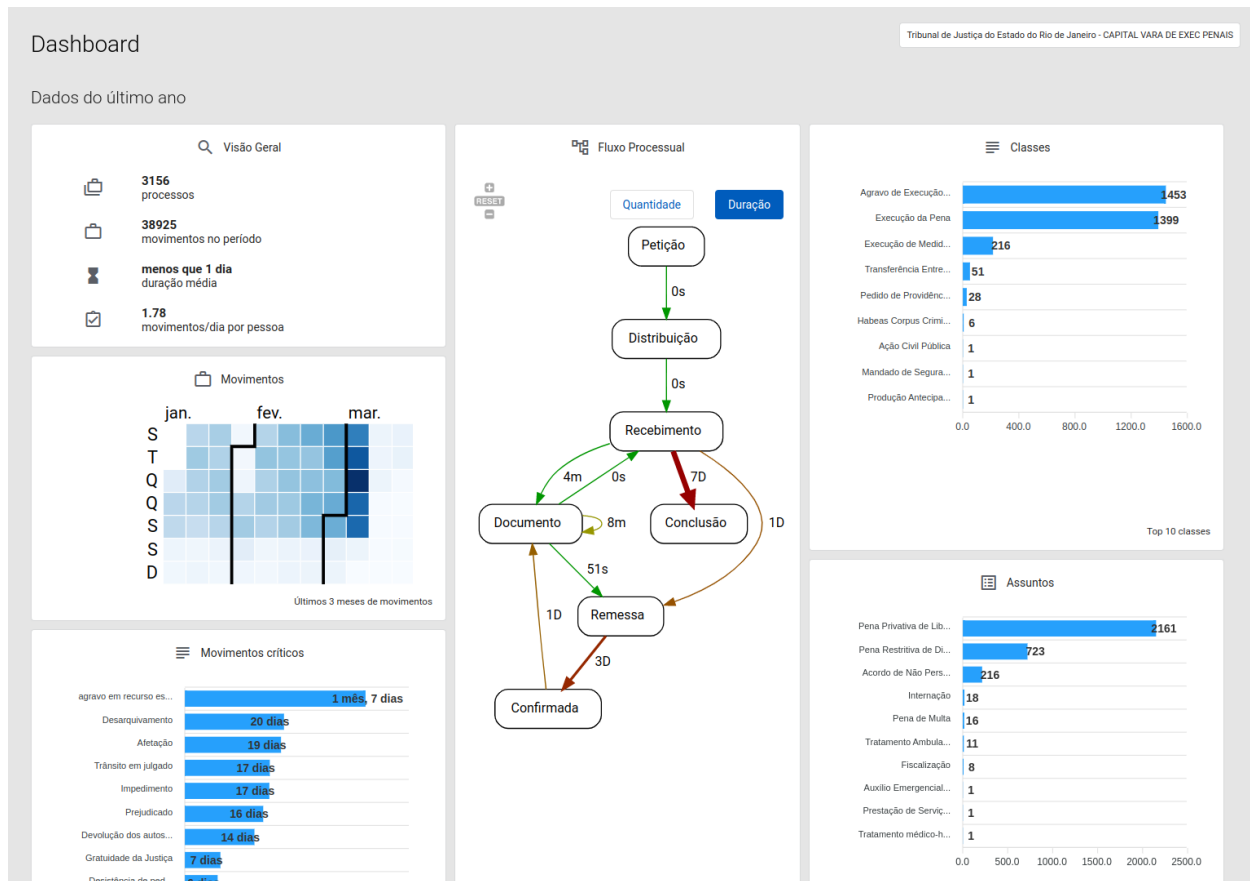 Dashboard
Tribunal de Justiça do Estado do Rio de Janeiro - CAPITAL VARA DE EXEC PENAIS
Dados do último ano
Visão Geral
3156
processos
38925
movimentos no período
menos que 1 dia
duração média
1.78
movimentos/dia por pessoa
Movimentos
jan. fev. mar.
S
T
Q
Q
S
S
D
Últimos 3 meses de movimentos
Movimentos críticos
agravo em recurso es... 1 mês, 7 dias
Desarquivamento 20 dias
Afetação 19 dias
Trânsito em julgado 17 dias
Impedimento 17 dias
Prejudicado 16 dias
Devolução dos autos... 14 dias
Gratuidade da Justiça 7 dias
Fluxo Processual
RESET
Quantidade Duração
Petição
0s
Distribuição
0s
Recebimento
4m 0s 7D
Documento 8m Conclusão 1D
51s
1D Remessa
3D
Confirmada
Classes
Agravo de Execução... 1453
Execução da Pena 1399
Execução de Medid... 216
Transferência Entre... 51
Pedido de Providênc... 28
Habeas Corpus Crimi... 6
Ação Civil Pública 1
Mandado de Segura... 1
Produção Antecipa... 1
0.0 400.0 800.0 1200.0 1600.0
Top 10 classes
Assuntos
Pena Privativa de Lib... 2161
Pena Restritiva de Di... 723
Acordo de Não Pers... 216
Internação 18
Pena de Multa 16
Tratamento Ambula... 11
Fiscalização 8
Auxílio Emergencial... 1
Prestação de Serviç... 1
Tratamento médico-h... 1
0.0 500.0 1000.0 1500.0 2000.0 2500.0